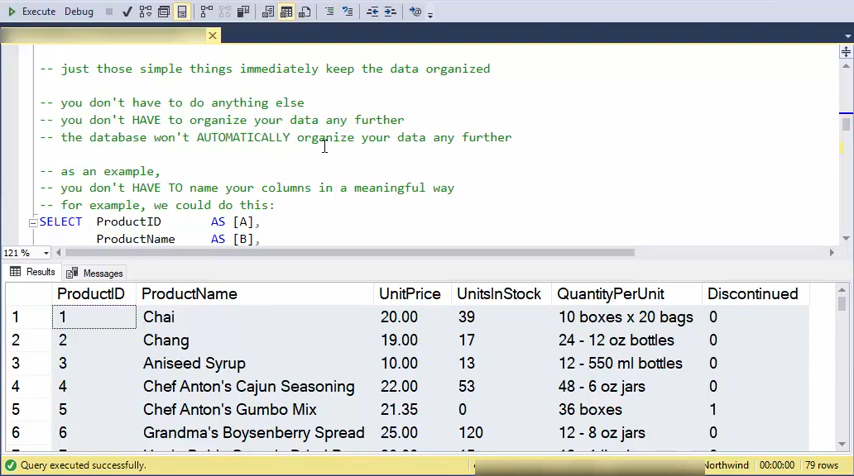 Execute Debug
-- just those simple things immediately keep the data organized
-- you don't have to do anything else
-- you don't HAVE to organize your data any further
-- the database won't AUTOMATICALLY organize your data any further
-- as an example,
-- you don't HAVE TO name your columns in a meaningful way
-- for example, we could do this:
SELECT ProductID AS [A],
ProductName AS [B],
121 %
Results Messages
ProductID ProductName UnitPrice UnitsInStock QuantityPerUnit Discontinued
1 1 Chai 20.00 39 10 boxes x 20 bags 0
2 2 Chang 19.00 17 24 - 12 oz bottles 0
3 3 Aniseed Syrup 10.00 13 12 - 550 ml bottles 0
4 4 Chef Anton's Cajun Seasoning 22.00 53 48 - 6 oz jars 0
5 5 Chef Anton's Gumbo Mix 21.35 0 36 boxes 1
6 6 Grandma's Boysenberry Spread 25.00 120 12 - 8 oz jars 0
Query executed successfully. Northwind 00:00:00 79 rows